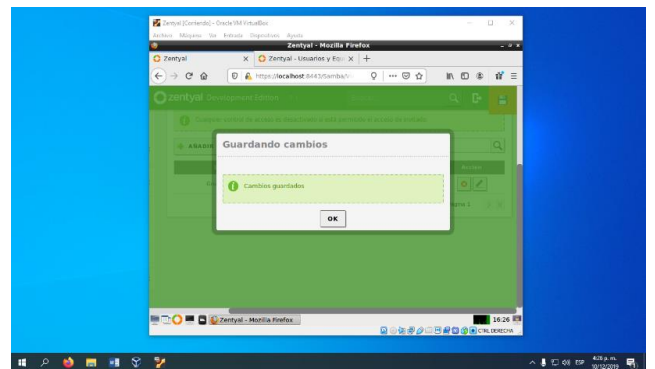 Zentyal [Corriendo] - Oracle VM VirtualBox
Archivo Máquina Ver Entrada Dispositivos Ayuda
Zentyal - Mozilla Firefox
Zentyal
Zentyal - Usuarios y Equi
https://localhost:8443/Samba/
zentyal Development Edition
AÑADIR
Guardando cambios
Cambios guardados
OK
Zentyal - Mozilla Firefox
16:26
CTRL DERECHA
ESP
4:26 p. m.
10/12/2019